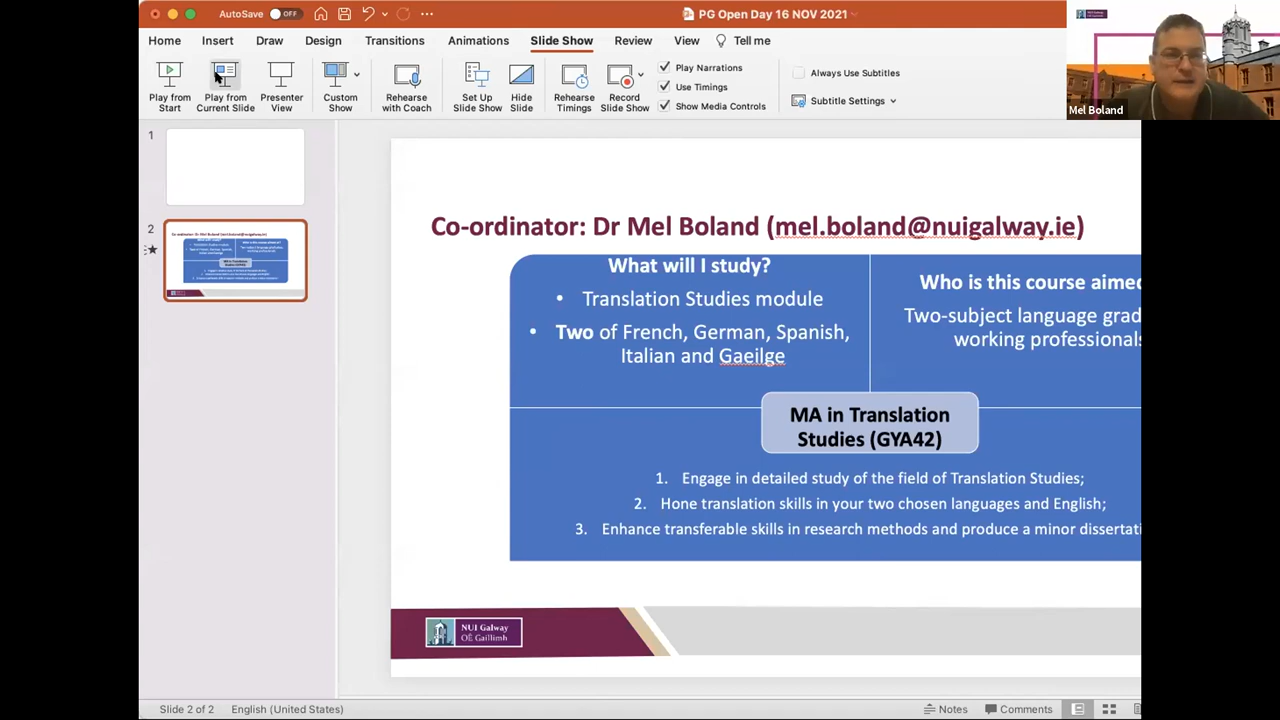 AutoSave OFF
PG Open Day 16 NOV 2021
Home Insert Draw Design Transitions Animations Slide Show Review View Tell me
Play from Start
Play from Current Slide
Presenter View
Custom Show
Rehearse with Coach
Set Up Slide Show
Hide Slide
Rehearse Timings
Record Slide Show
Play Narrations
Use Timings
Show Media Controls
Always Use Subtitles
Subtitle Settings
Mel Boland
1
2
Co-ordinator: Dr Mel Boland (mel.boland@nuigalway.ie)
What will I study?
• Translation Studies module
• Two of French, German, Spanish,
Italian and Gaeilge
Who is this course aimed
Two-subject language grad
working professionals
MA in Translation
Studies (GYA42)
1. Engage in detailed study of the field of Translation Studies;
2. Hone translation skills in your two chosen languages and English;
3. Enhance transferable skills in research methods and produce a minor dissertati
NUI Galway
OÉ Gaillimh
Slide 2 of 2 English (United States) Notes Comments